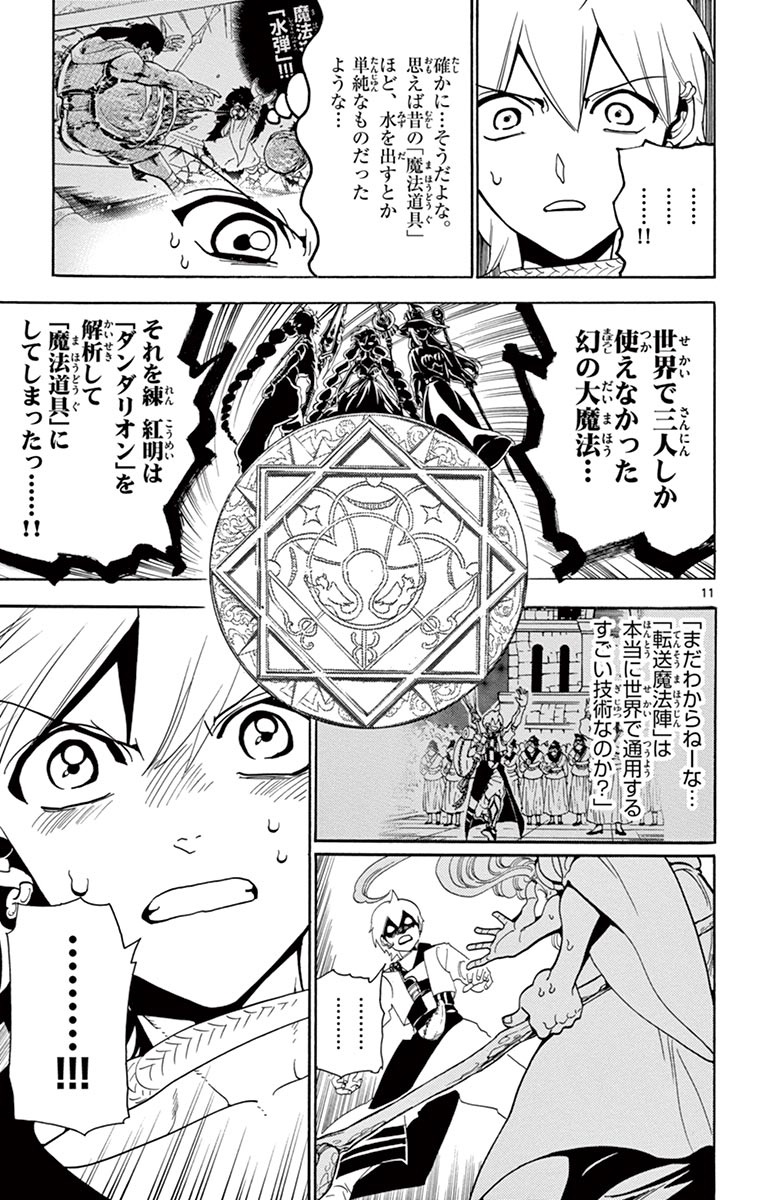 ………
………!!
確かに…そうだよな。
思えば昔の「魔法道具」
ほど、水を出すとか
単純なものだった
ような…
「水弾」!!!
世界で三人しか
使えなかった
幻の大魔法…
それを練 紅明は
「ダンダリオン」を
解析して
「魔法道具」に
してしまったっ……!!
11
「まだわからねーな…
「転送魔法陣」は
本当に世界で通用する
すごい技術なのか?」
………
………
…………!!!